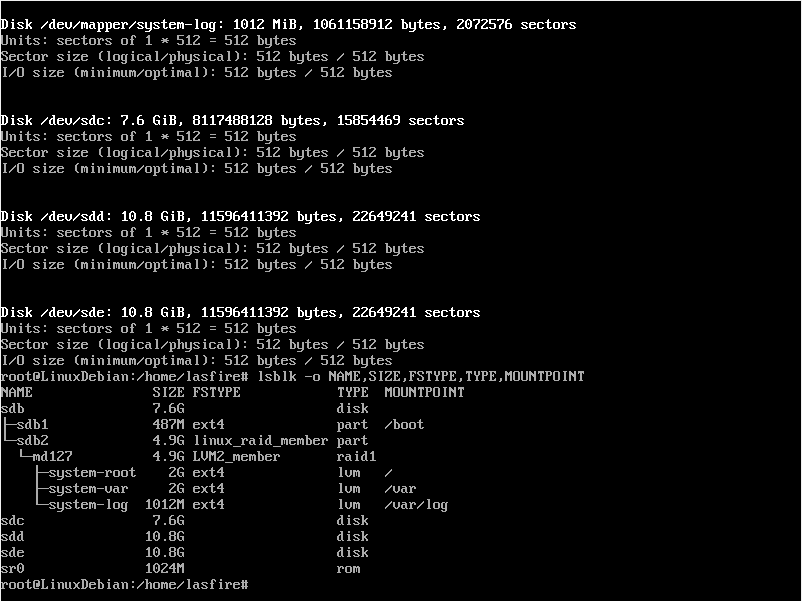 Disk /dev/mapper/system-log: 1012 MiB, 1061158912 bytes, 2072576 sectors
Units: sectors of 1 * 512 = 512 bytes
Sector size (logical/physical): 512 bytes / 512 bytes
I/O size (minimum/optimal): 512 bytes / 512 bytes
Disk /dev/sdc: 7.6 GiB, 8117488128 bytes, 15854469 sectors
Units: sectors of 1 * 512 = 512 bytes
Sector size (logical/physical): 512 bytes / 512 bytes
I/O size (minimum/optimal): 512 bytes / 512 bytes
Disk /dev/sdd: 10.8 GiB, 11596411392 bytes, 22649241 sectors
Units: sectors of 1 * 512 = 512 bytes
Sector size (logical/physical): 512 bytes / 512 bytes
I/O size (minimum/optimal): 512 bytes / 512 bytes
Disk /dev/sde: 10.8 GiB, 11596411392 bytes, 22649241 sectors
Units: sectors of 1 * 512 = 512 bytes
Sector size (logical/physical): 512 bytes / 512 bytes
I/O size (minimum/optimal): 512 bytes / 512 bytes
root@LinuxDebian:/home/lasfire# lsblk -o NAME,SIZE,FSTYPE,TYPE,MOUNTPOINT
NAME               SIZE FSTYPE            TYPE  MOUNTPOINT
sdb                7.6G                   disk
├─sdb1             487M ext4              part  /boot
└─sdb2             4.9G linux_raid_member part
  └─md127          4.9G LVM2_member       raid1
    ├─system-root    2G ext4              lvm   /
    ├─system-var     2G ext4              lvm   /var
    └─system-log  1012M ext4              lvm   /var/log
sdc                7.6G                   disk
sdd               10.8G                   disk
sde               10.8G                   disk
sr0               1024M                   rom
root@LinuxDebian:/home/lasfire#